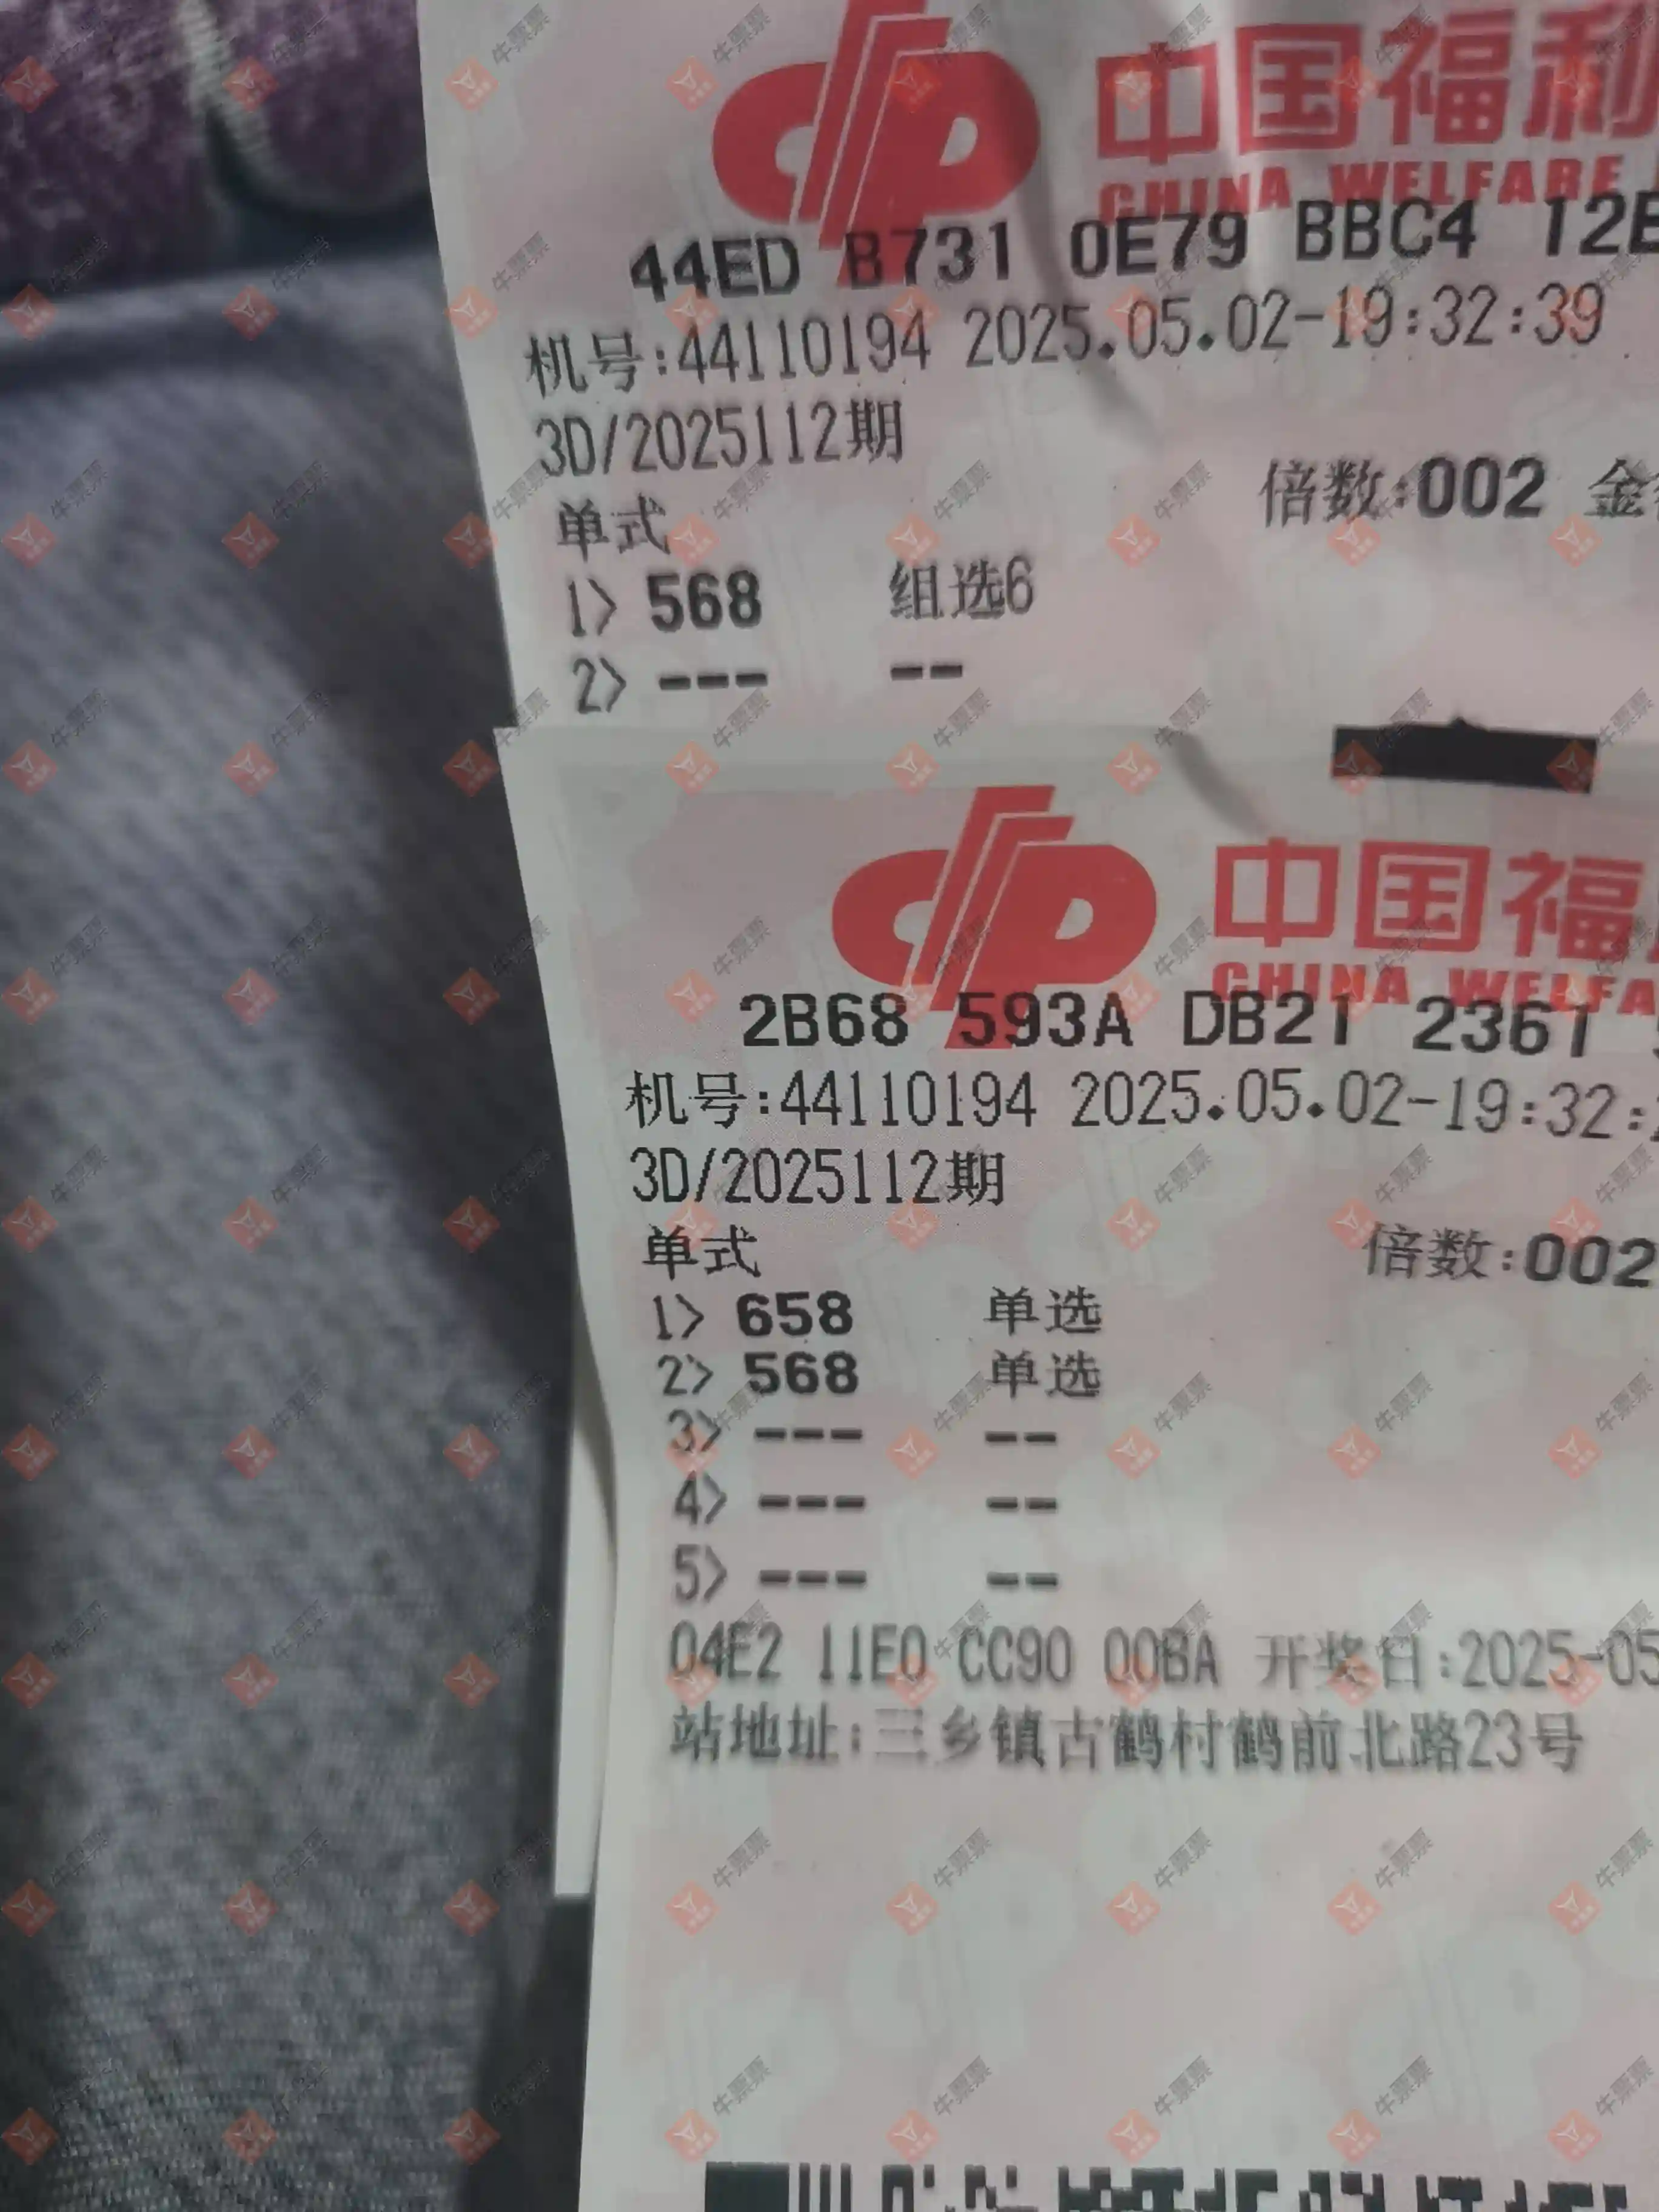 中国福利
CHINA WELFARE
44ED B731 0E79 BBC4 12E
机号:44110194 2025.05.02-19:32:39
3D/2025112期
单式 倍数:002 金
1> 568 组选6
2> --- --
中国福
CHINA WELFA
2B68 593A DB21 2361
机号:44110194 2025.05.02-19:32:
3D/2025112期
单式 倍数:002
1> 658 单选
2> 568 单选
3> --- --
4> --- --
5> --- --
04E2 11E0 CC90 00BA 开奖日:2025-05
站地址:三乡镇古鹤村鹤前北路23号
牛票票